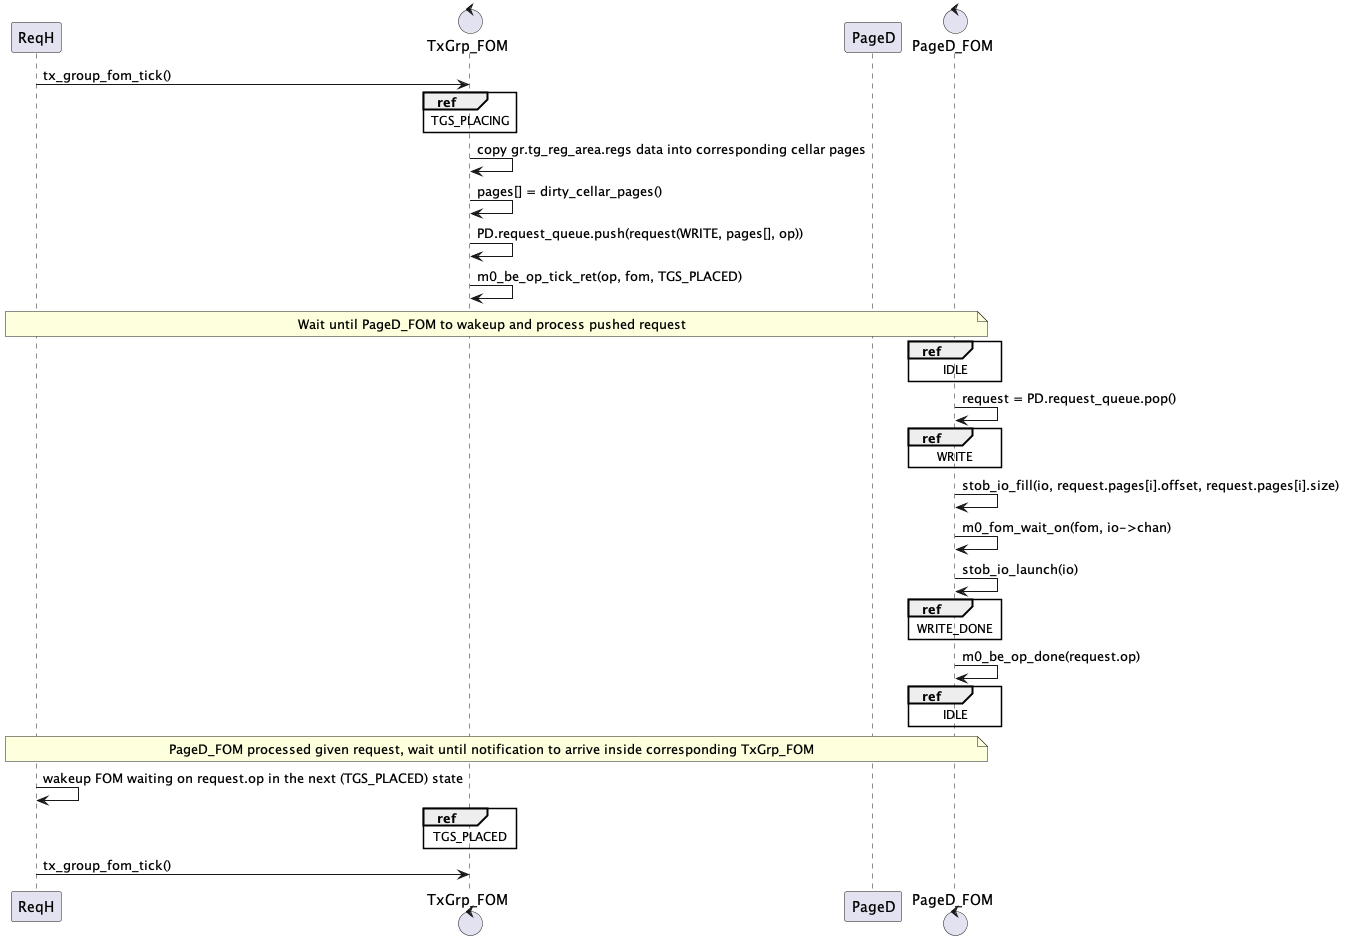 ReqH
TxGrp_FOM
PageD
PageD_FOM
tx_group_fom_tick()
ref
TGS_PLACING
copy gr.tg_reg_area.regs data into corresponding cellar pages
pages[] = dirty_cellar_pages()
PD.request_queue.push(request(WRITE, pages[], op))
m0_be_op_tick_ret(op, fom, TGS_PLACED)
Wait until PageD_FOM to wakeup and process pushed request
ref
IDLE
request = PD.request_queue.pop()
ref
WRITE
stob_io_fill(io, request.pages[i].offset, request.pages[i].size)
m0_fom_wait_on(fom, io->chan)
stob_io_launch(io)
ref
WRITE_DONE
m0_be_op_done(request.op)
ref
IDLE
PageD_FOM processed given request, wait until notification to arrive inside corresponding TxGrp_FOM
wakeup FOM waiting on request.op in the next (TGS_PLACED) state
ref
TGS_PLACED
tx_group_fom_tick()
ReqH
TxGrp_FOM
PageD
PageD_FOM